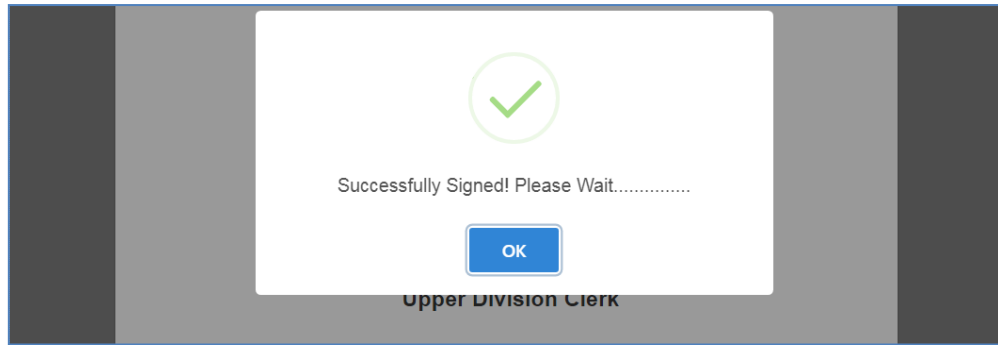 Successfully Signed! Please Wait...............
OK
Upper Division Clerk